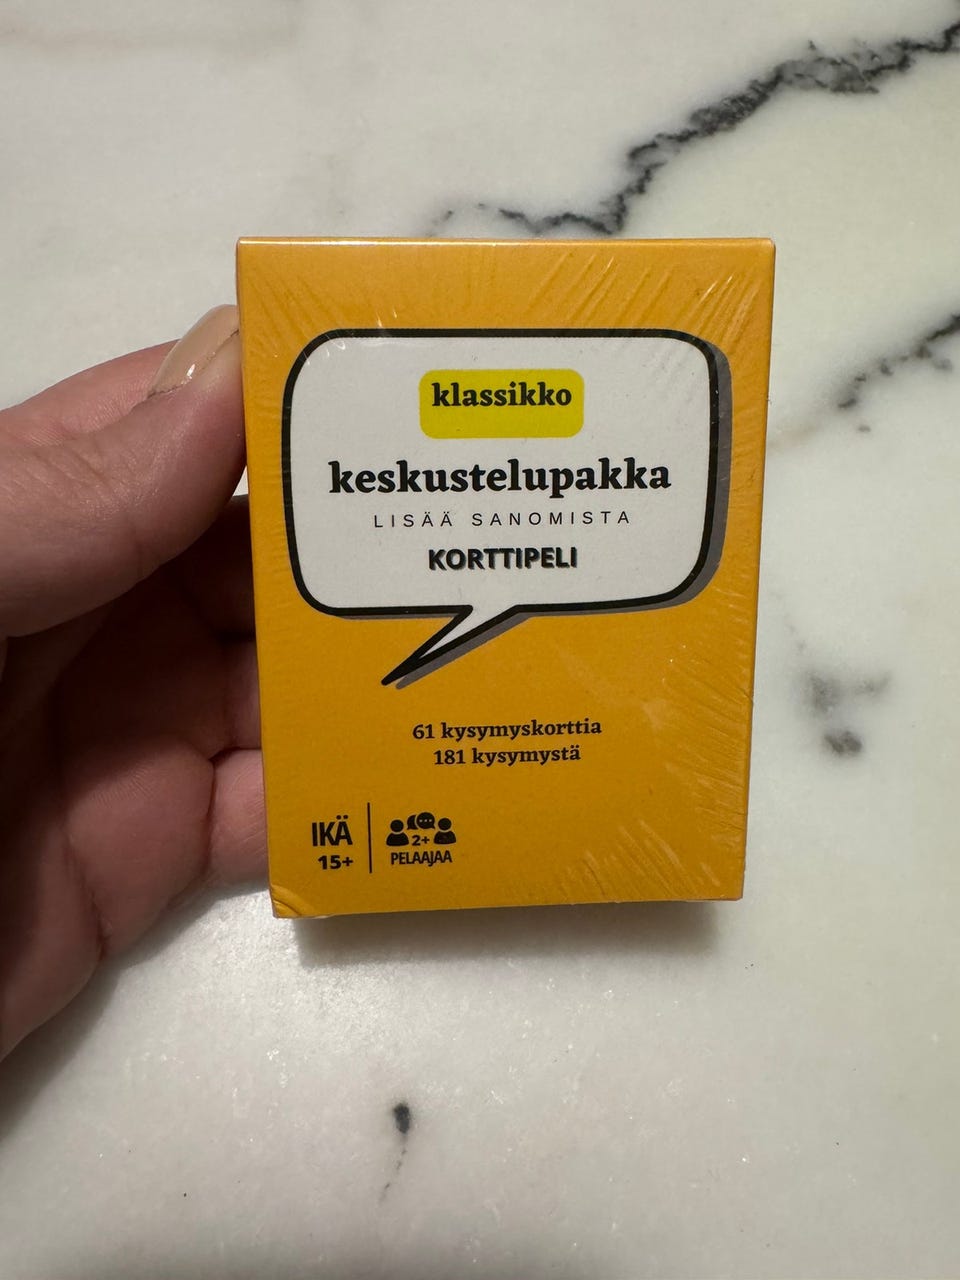 klassikko
keskustelupakka
LISÄÄ SANOMISTA
KORTTIPELI
61 kysymyskorttia
181 kysymystä
IKÄ
15+
2+
PELAAJAA